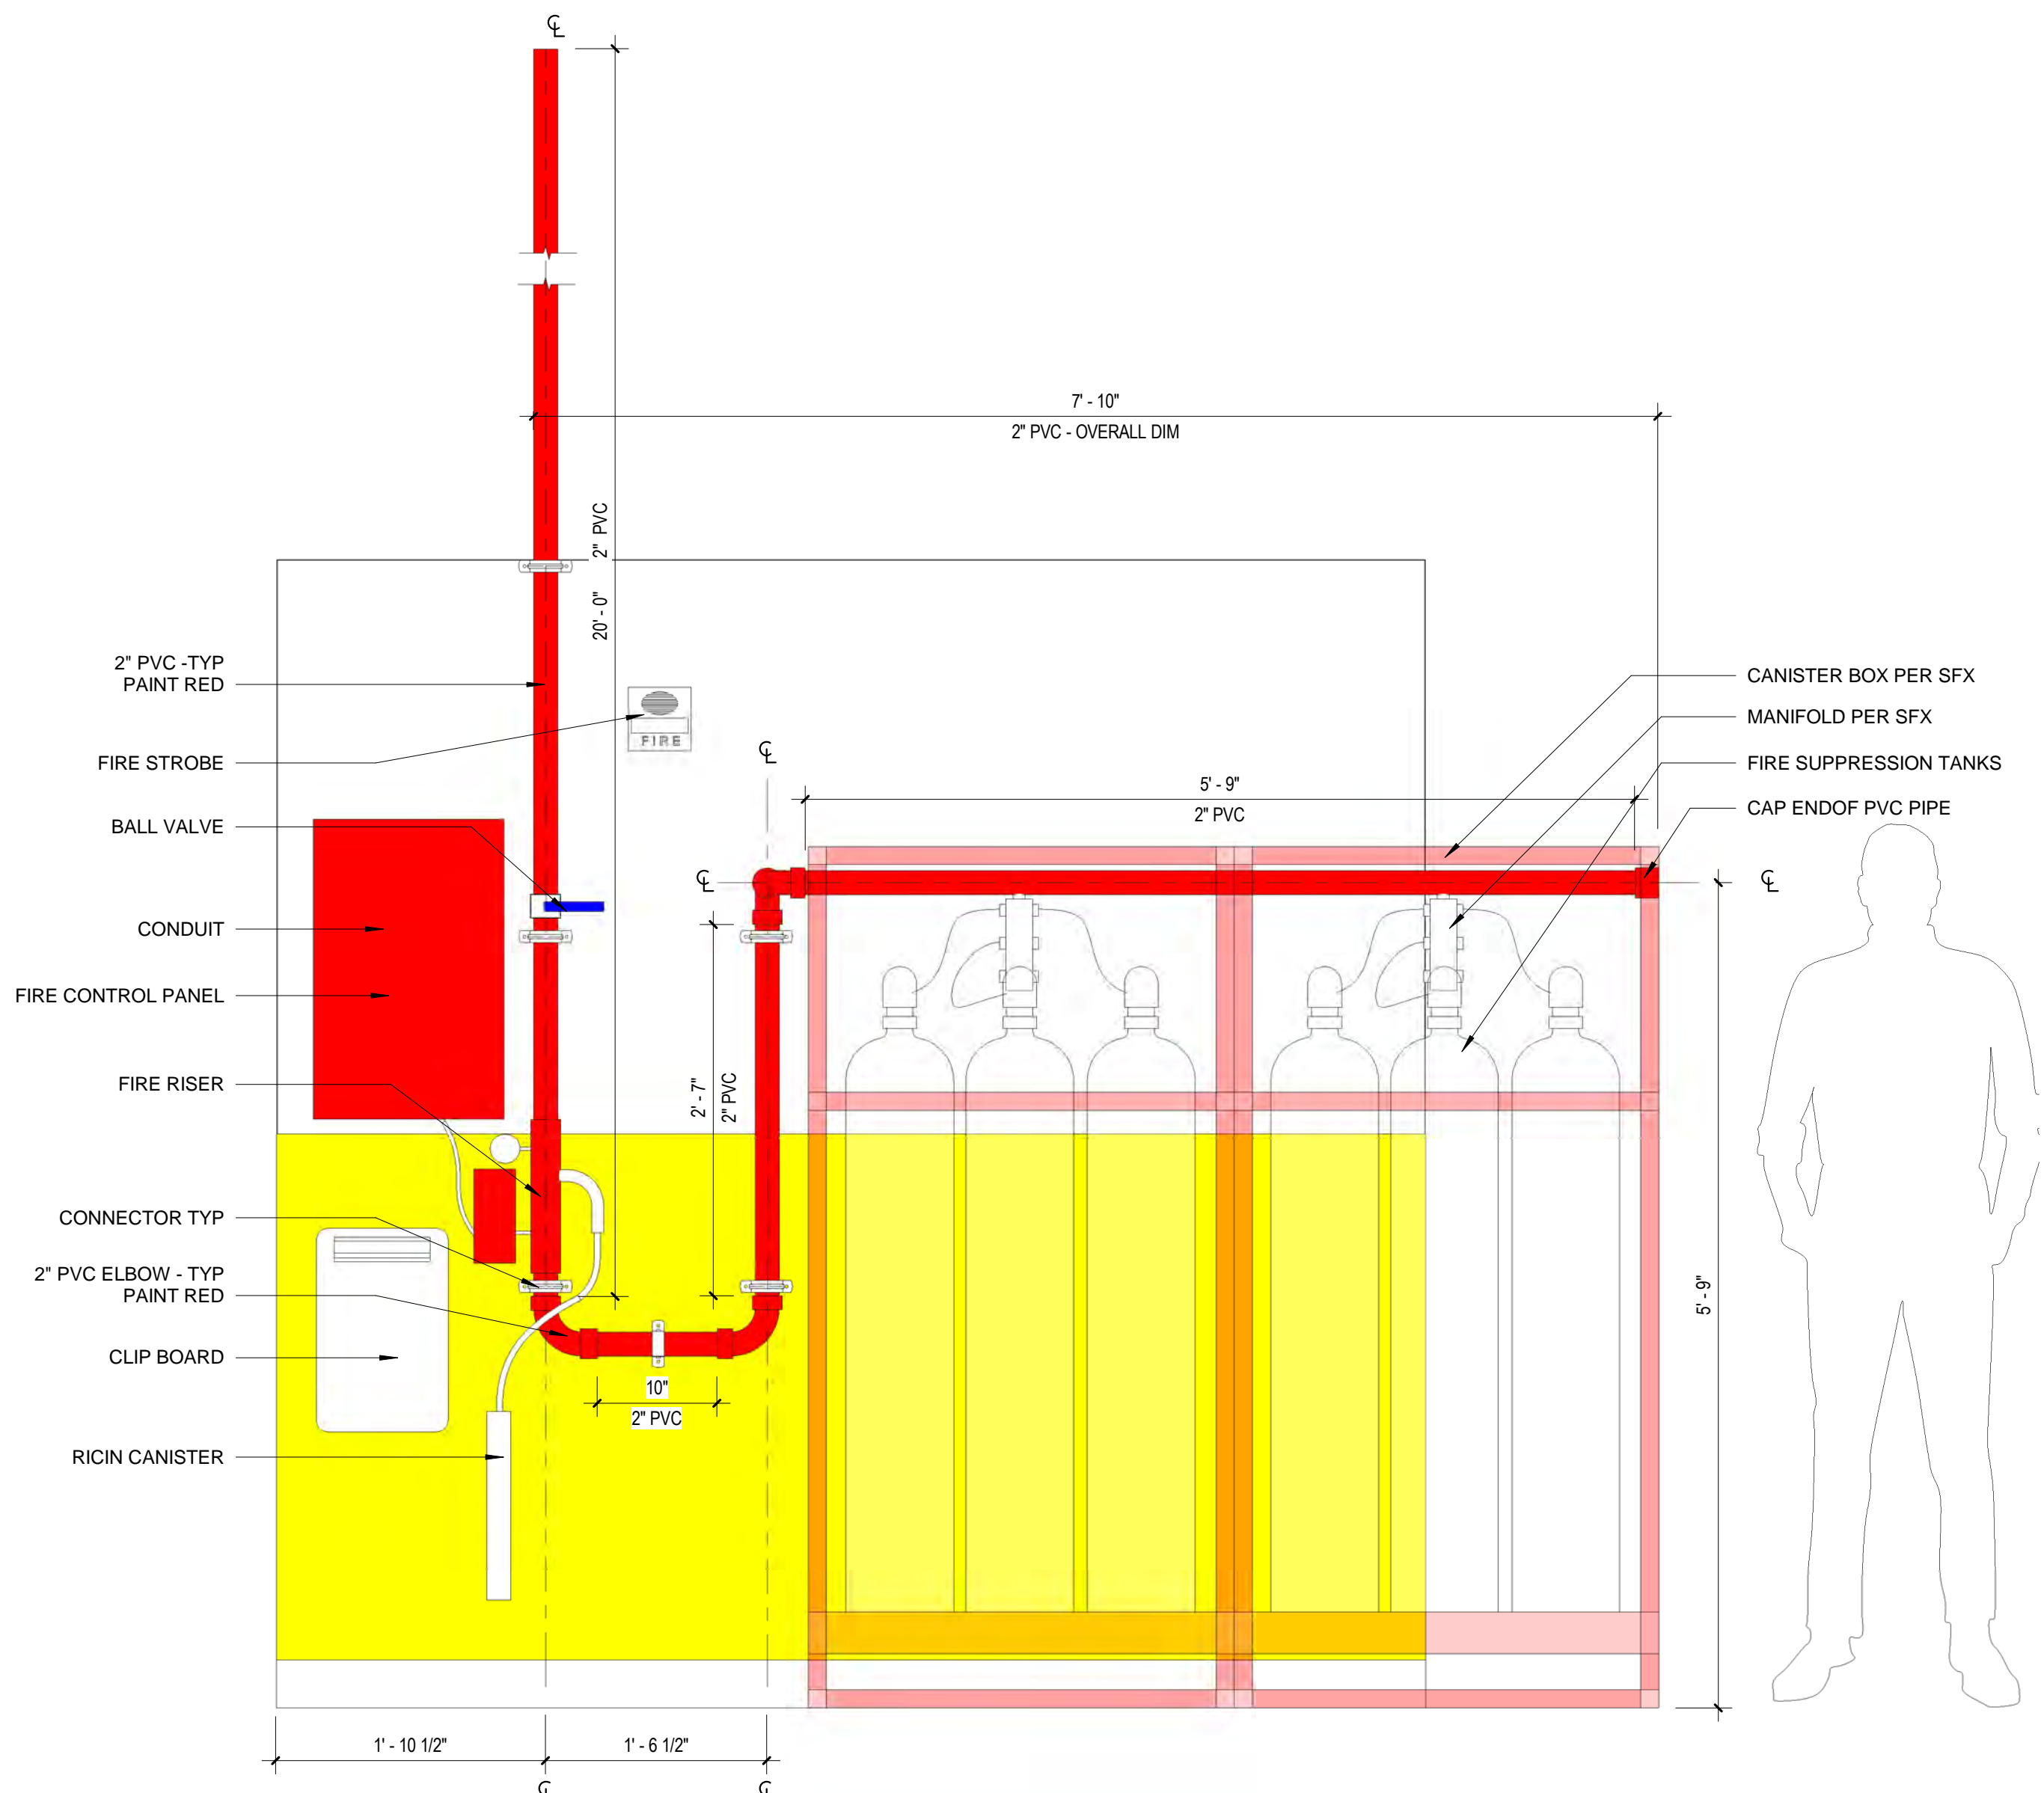 ℄
7' - 10"
2" PVC - OVERALL DIM
2" PVC
20' - 0"
2" PVC -TYP
PAINT RED
FIRE STROBE
FIRE
BALL VALVE
CONDUIT
FIRE CONTROL PANEL
FIRE RISER
CONNECTOR TYP
2" PVC ELBOW - TYP
PAINT RED
CLIP BOARD
RICIN CANISTER
℄
℄
5' - 9"
2" PVC
2' - 7"
2" PVC
10"
2" PVC
CANISTER BOX PER SFX
MANIFOLD PER SFX
FIRE SUPPRESSION TANKS
CAP ENDOF PVC PIPE
℄
5' - 9"
1' - 10 1/2"
1' - 6 1/2"
℄
℄